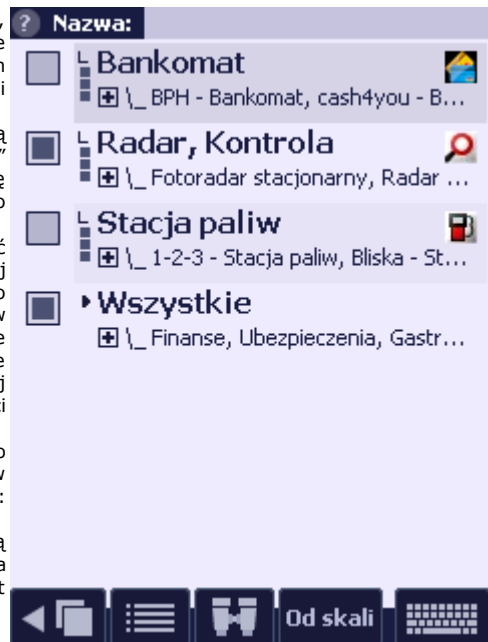 ? Nazwa:
Bankomat
\_ BPH - Bankomat, cash4you - B...
Radar, Kontrola
\_ Fotoradar stacjonarny, Radar ...
Stacja paliw
\_ 1-2-3 - Stacja paliw, Bliska - St...
Wszystkie
\_ Finanse, Ubezpieczenia, Gastr...
Od skali